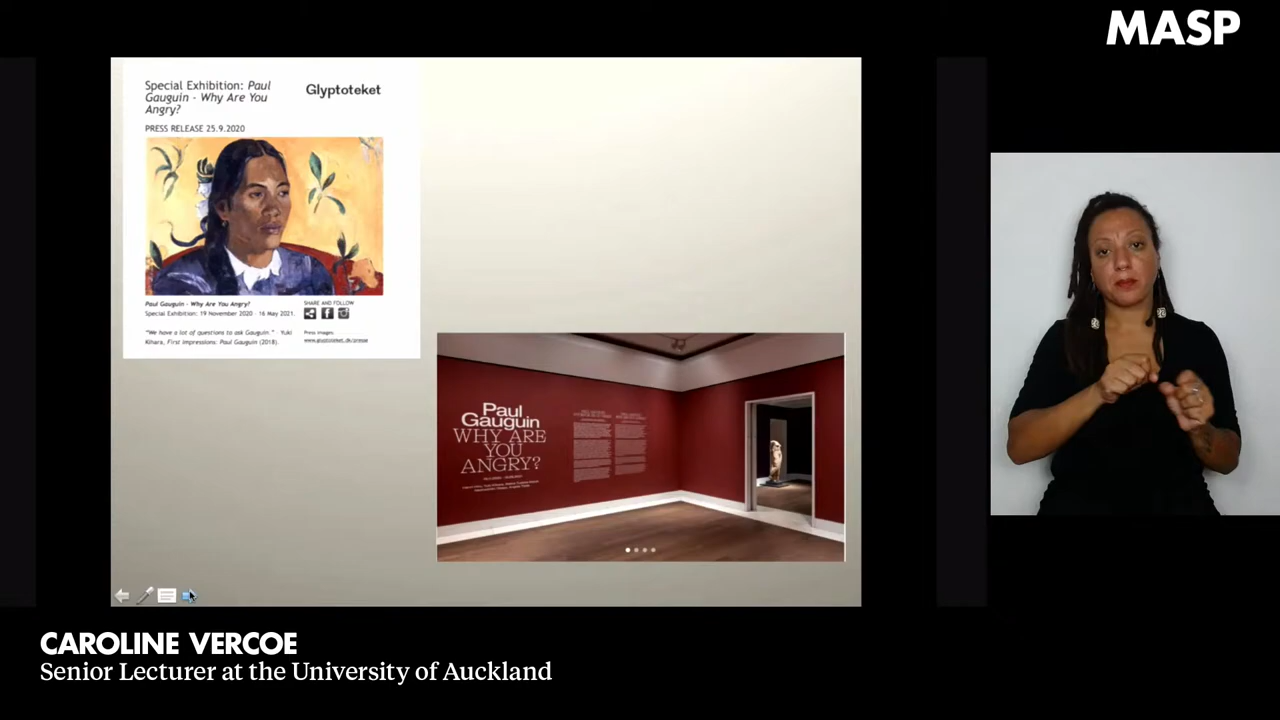 MASP
Special Exhibition: Paul
Gauguin - Why Are You
Angry?
Glyptoteket
PRESS RELEASE 25.9.2020
Paul Gauguin - Why Are You Angry?
Special Exhibition: 19 November 2020 - 16 May 2021.
"We have a lot of questions to ask Gauguin." - Yuki
Kihara, First Impressions: Paul Gauguin (2018).
SHARE AND FOLLOW
Press images:
www.glyptoteket.dk/presse
Paul
Gauguin
WHY ARE
YOU
ANGRY?
CAROLINE VERCOE
Senior Lecturer at the University of Auckland